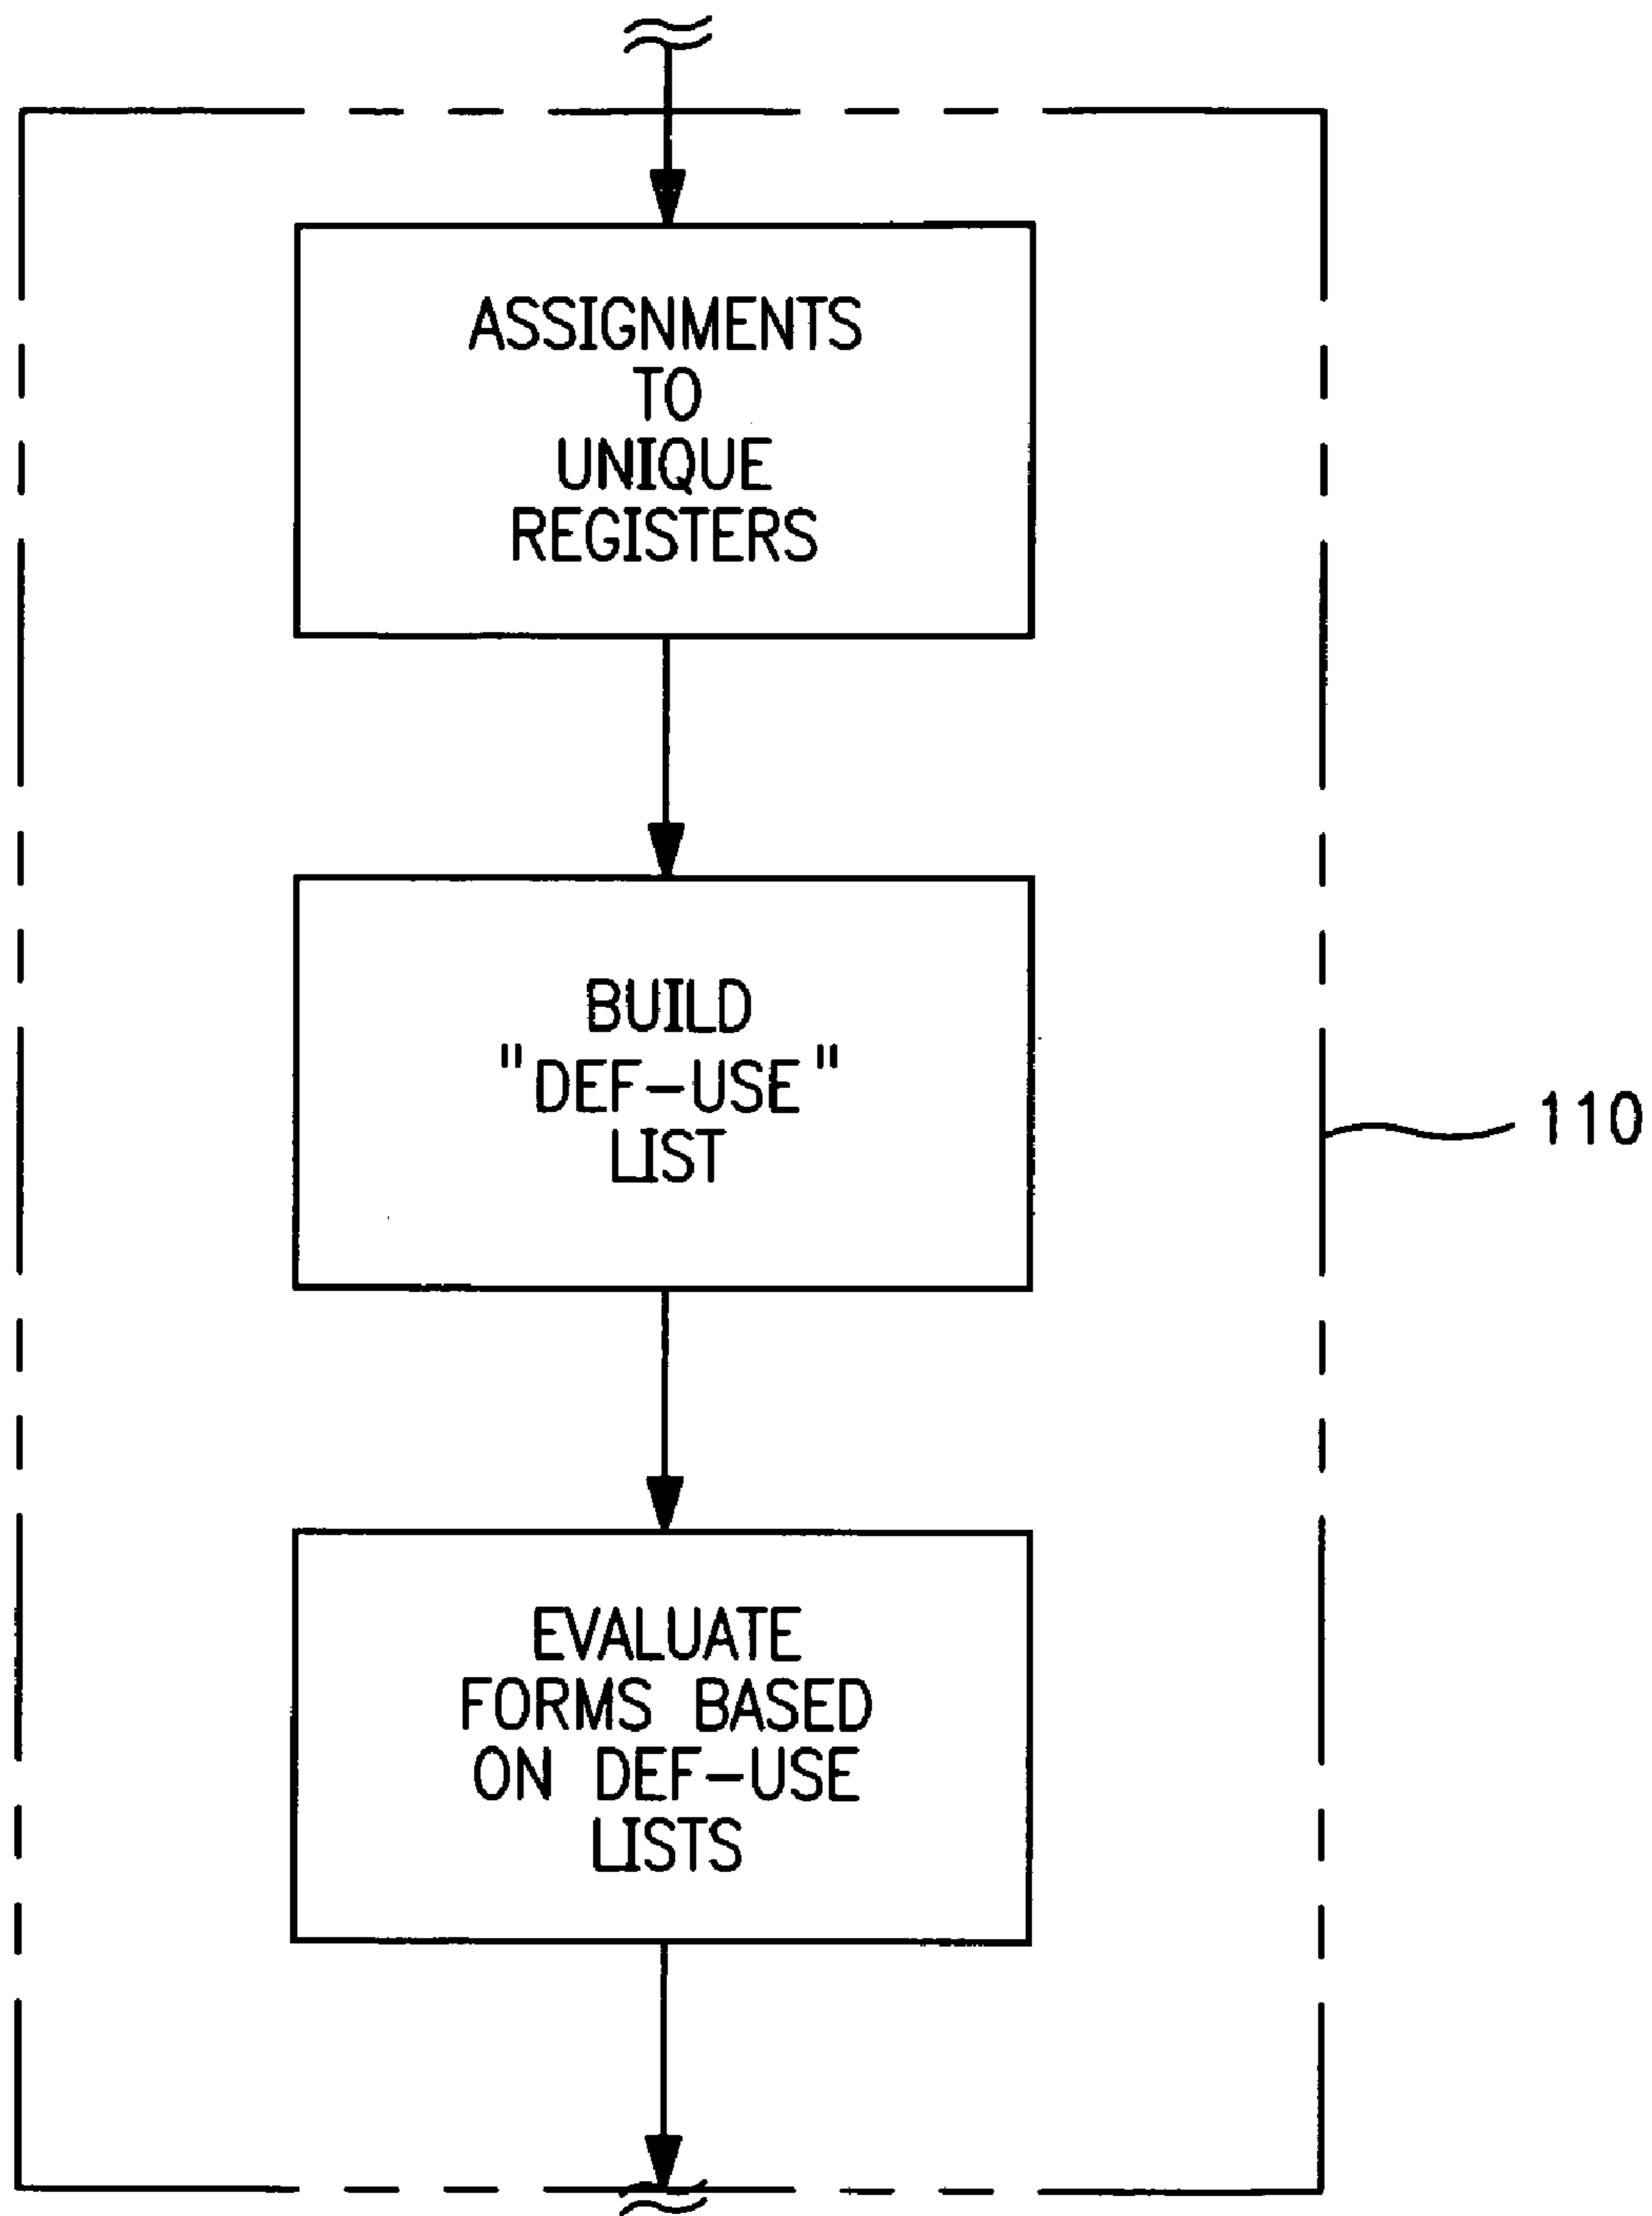 ASSIGNMENTS
TO
UNIQUE
REGISTERS
BUILD
"DEF-USE"
LIST
110
EVALUATE
FORMS BASED
ON DEF-USE
LISTS